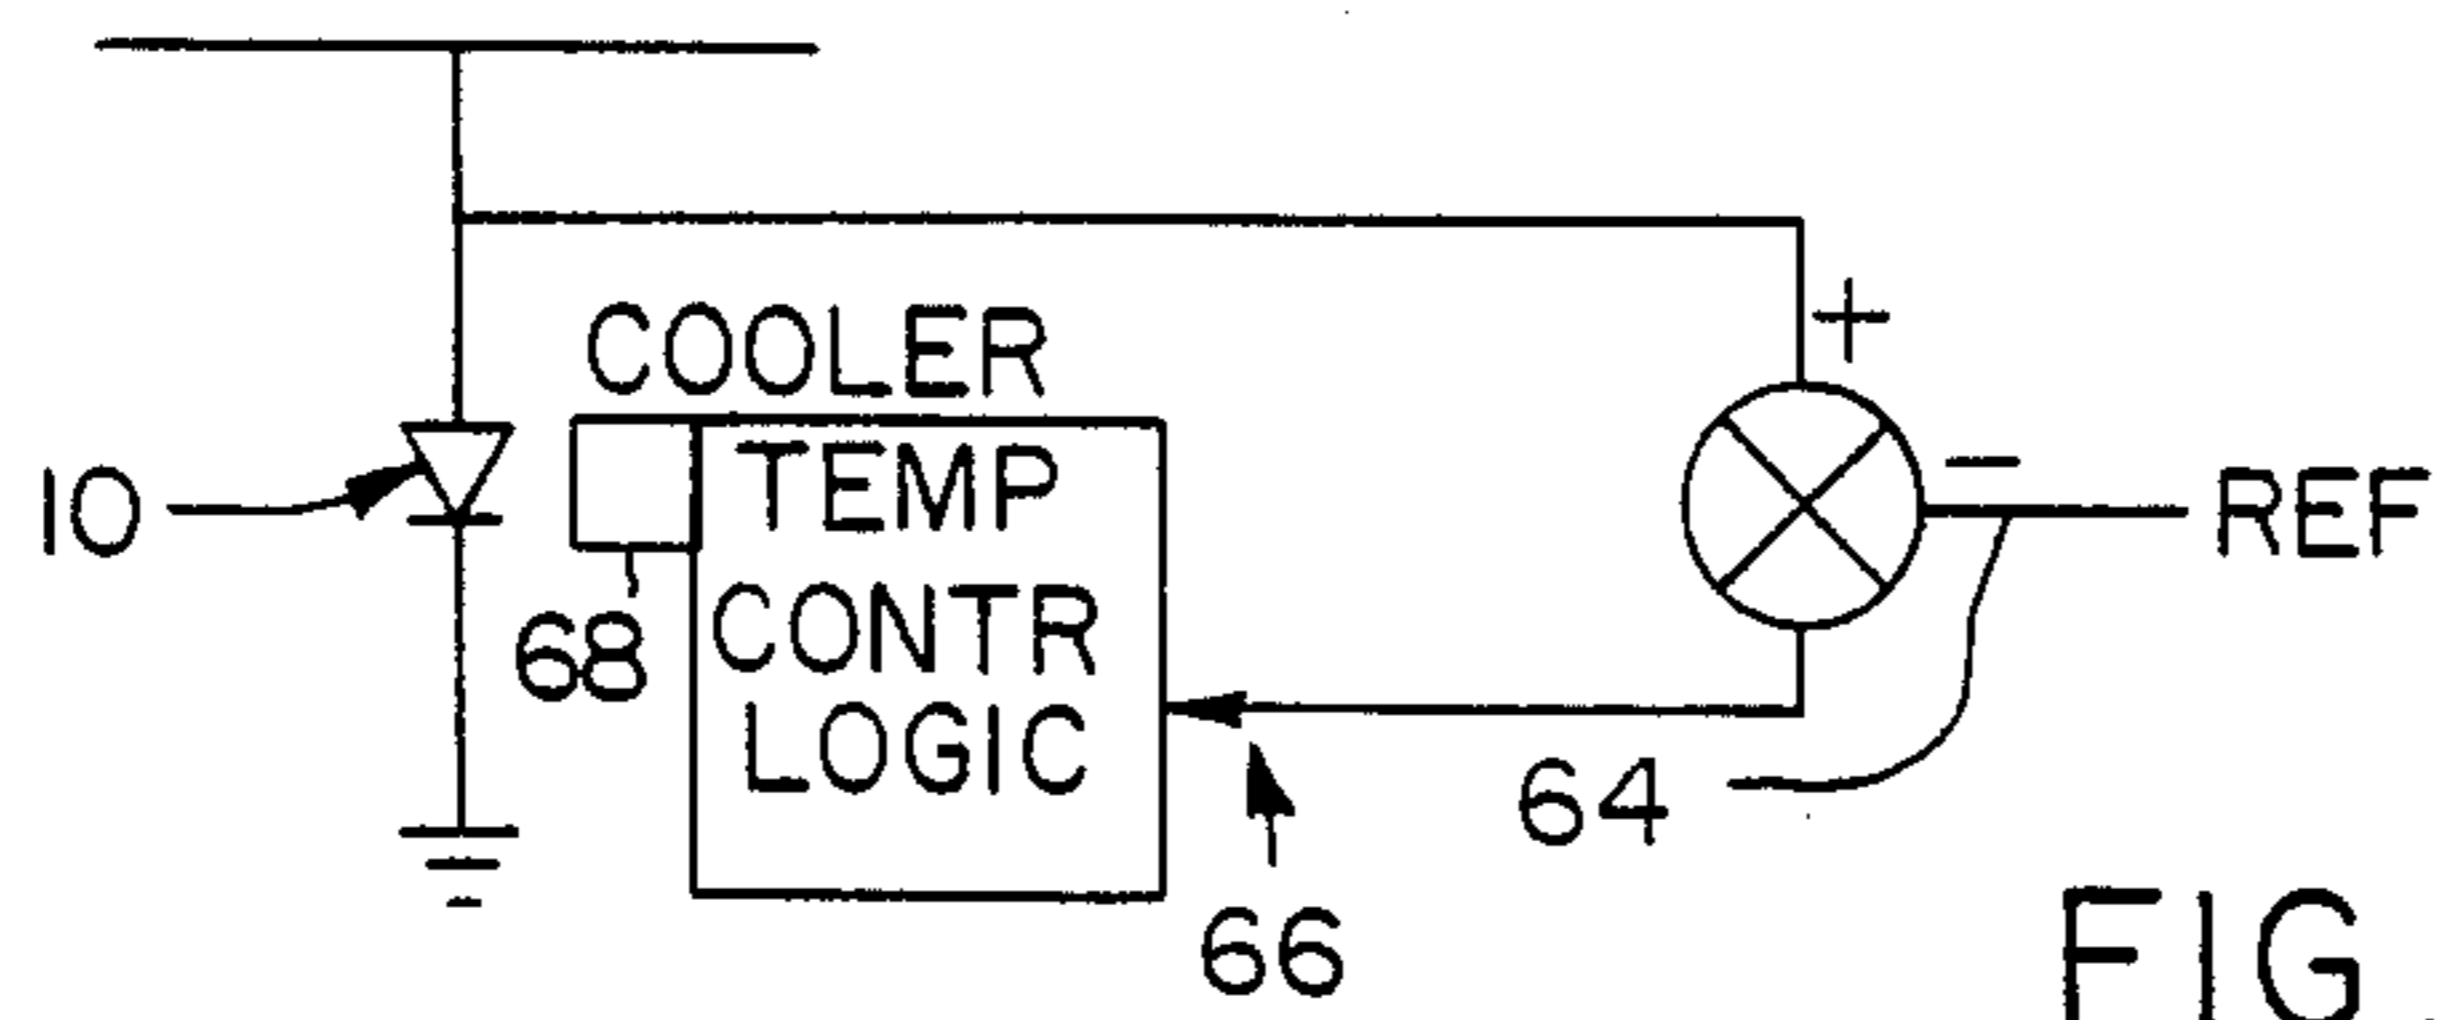 COOLER
+
TEMP
10
−
REF
CONTR
68
LOGIC
64
66
FIG.